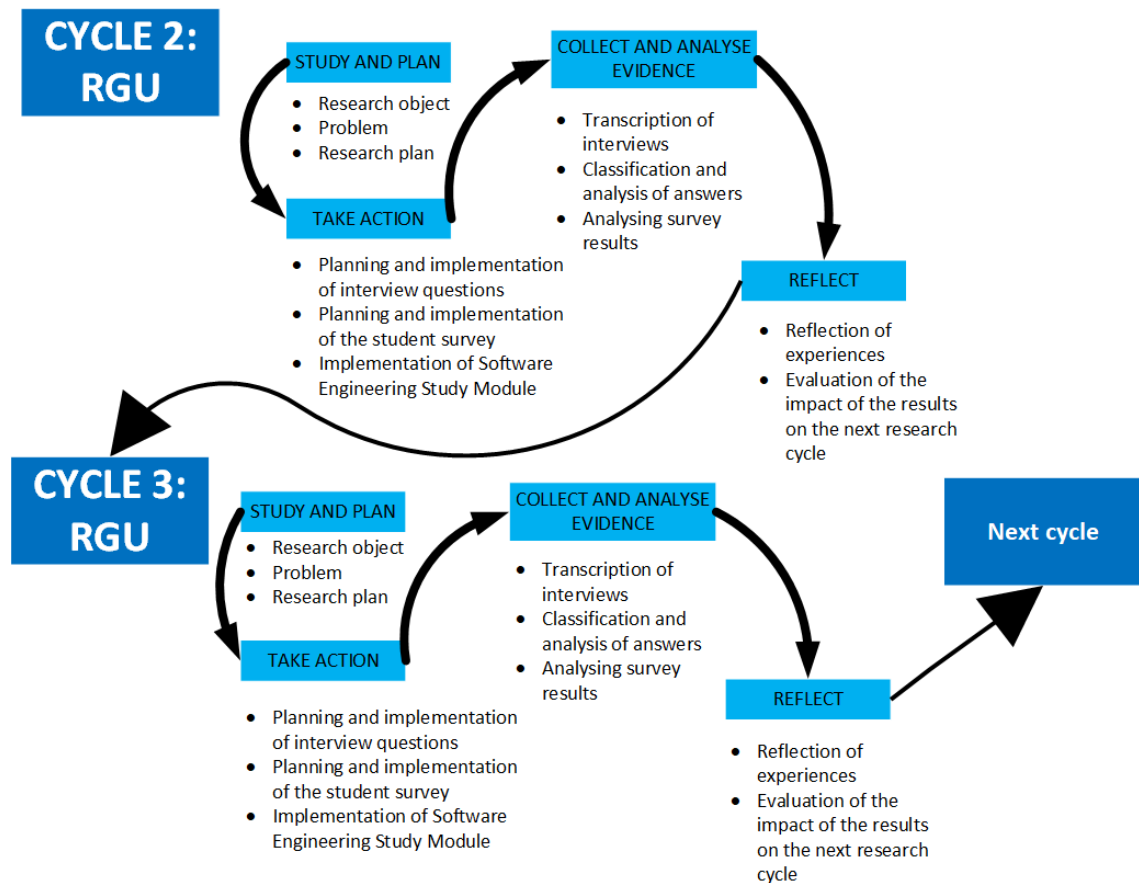 CYCLE 2:
RGU
STUDY AND PLAN
• Research object
• Problem
• Research plan
TAKE ACTION
• Planning and implementation
of interview questions
• Planning and implementation
of the student survey
• Implementation of Software
Engineering Study Module
COLLECT AND ANALYSE
EVIDENCE
• Transcription of
interviews
• Classification and
analysis of answers
• Analysing survey
results
REFLECT
• Reflection of
experiences
• Evaluation of the
impact of the results
on the next research
cycle
CYCLE 3:
RGU
STUDY AND PLAN
• Research object
• Problem
• Research plan
TAKE ACTION
• Planning and implementation
of interview questions
• Planning and implementation
of the student survey
• Implementation of Software
Engineering Study Module
COLLECT AND ANALYSE
EVIDENCE
• Transcription of
interviews
• Classification and
analysis of answers
• Analysing survey
results
REFLECT
• Reflection of
experiences
• Evaluation of the
impact of the results
on the next research
cycle
Next cycle